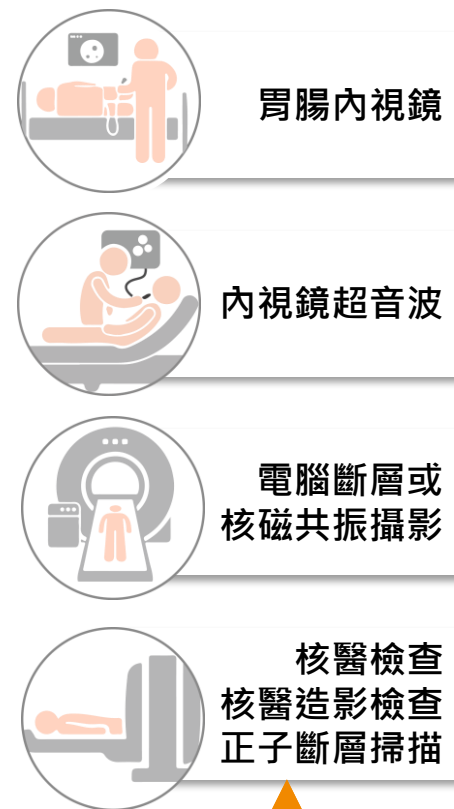 胃腸內視鏡
內視鏡超音波
電腦斷層或
核磁共振攝影
核醫檢查
核醫造影檢查
正子斷層掃描